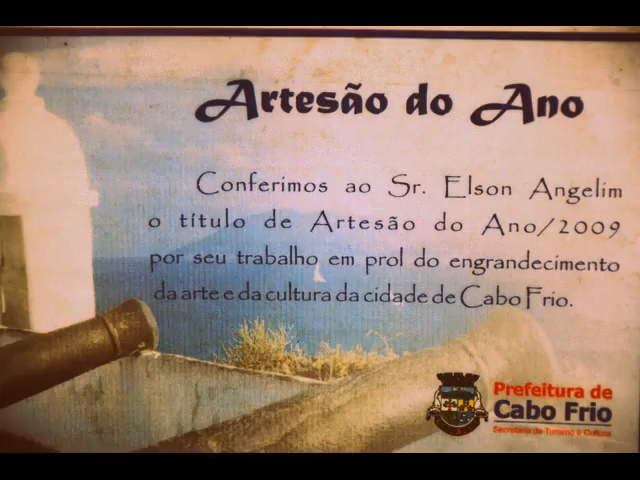 Artesão do Ano
Conferimos ao Sr. Elson Angelim
o título de Artesão do Ano/2009
por seu trabalho em prol do engrandecimento
da arte e da cultura da cidade de Cabo Frio.
Prefeitura de
Cabo Frio
Secretaria de Turismo e Cultura